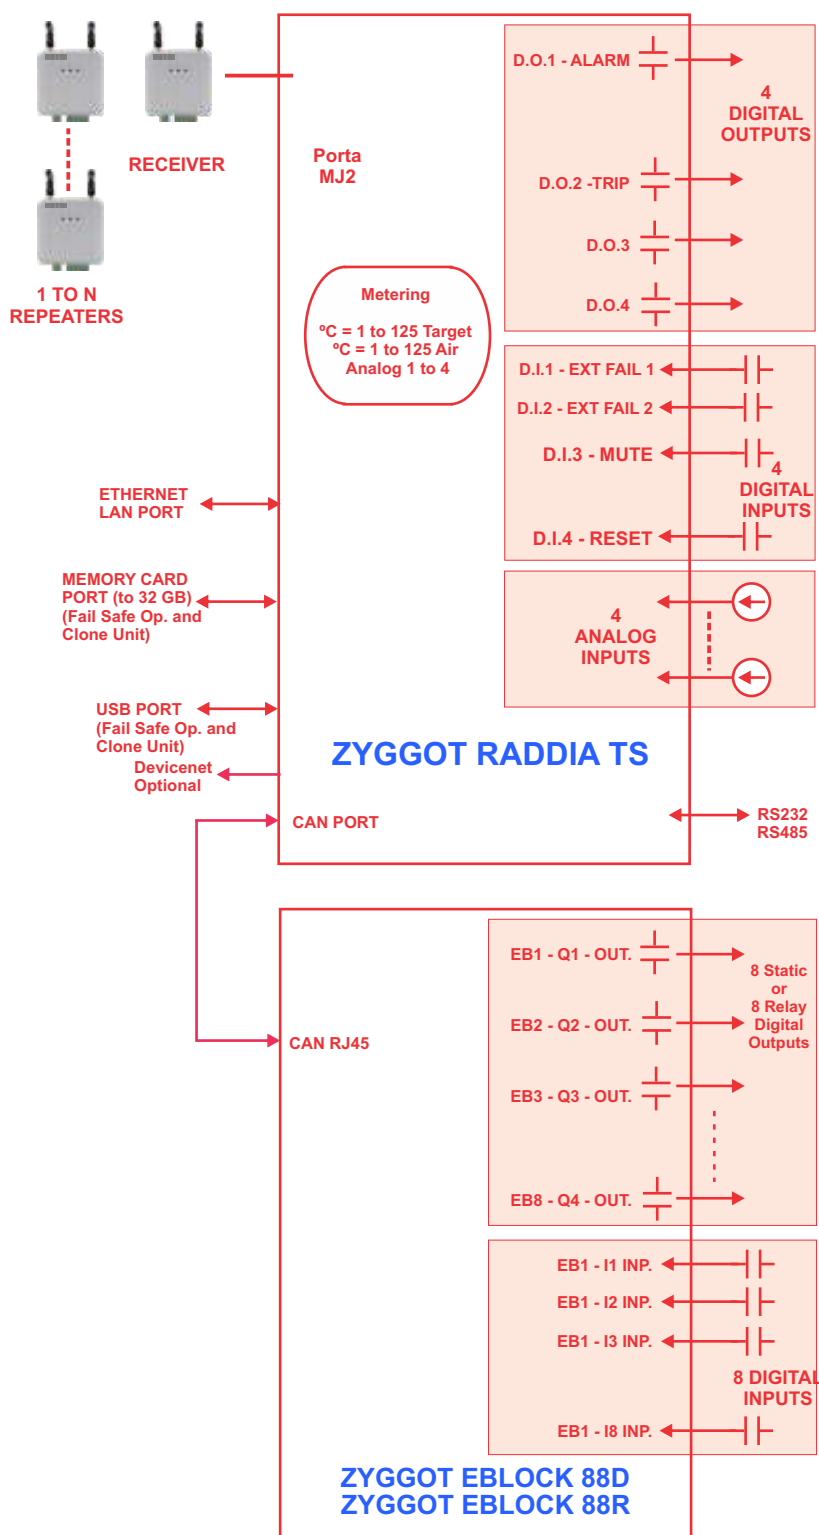 RECEIVER
1 TO N
REPEATERS
Porta
MJ2
Metering
ºC = 1 to 125 Target
ºC = 1 to 125 Air
Analog 1 to 4
D.O.1 - ALARM
D.O.2 -TRIP
D.O.3
D.O.4
4
DIGITAL
OUTPUTS
D.I.1 - EXT FAIL 1
D.I.2 - EXT FAIL 2
D.I.3 - MUTE
D.I.4 - RESET
4
DIGITAL
INPUTS
4
ANALOG
INPUTS
ETHERNET
LAN PORT
MEMORY CARD
PORT (to 32 GB)
(Fail Safe Op. and
Clone Unit)
USB PORT
(Fail Safe Op. and
Clone Unit)
Devicenet
Optional
ZYGGOT RADDIA TS
CAN PORT
RS232
RS485
EB1 - Q1 - OUT.
EB2 - Q2 - OUT.
EB3 - Q3 - OUT.
EB8 - Q4 - OUT.
8 Static
or
8 Relay
Digital
Outputs
CAN RJ45
EB1 - I1 INP.
EB1 - I2 INP.
EB1 - I3 INP.
EB1 - I8 INP.
8 DIGITAL
INPUTS
ZYGGOT EBLOCK 88D
ZYGGOT EBLOCK 88R